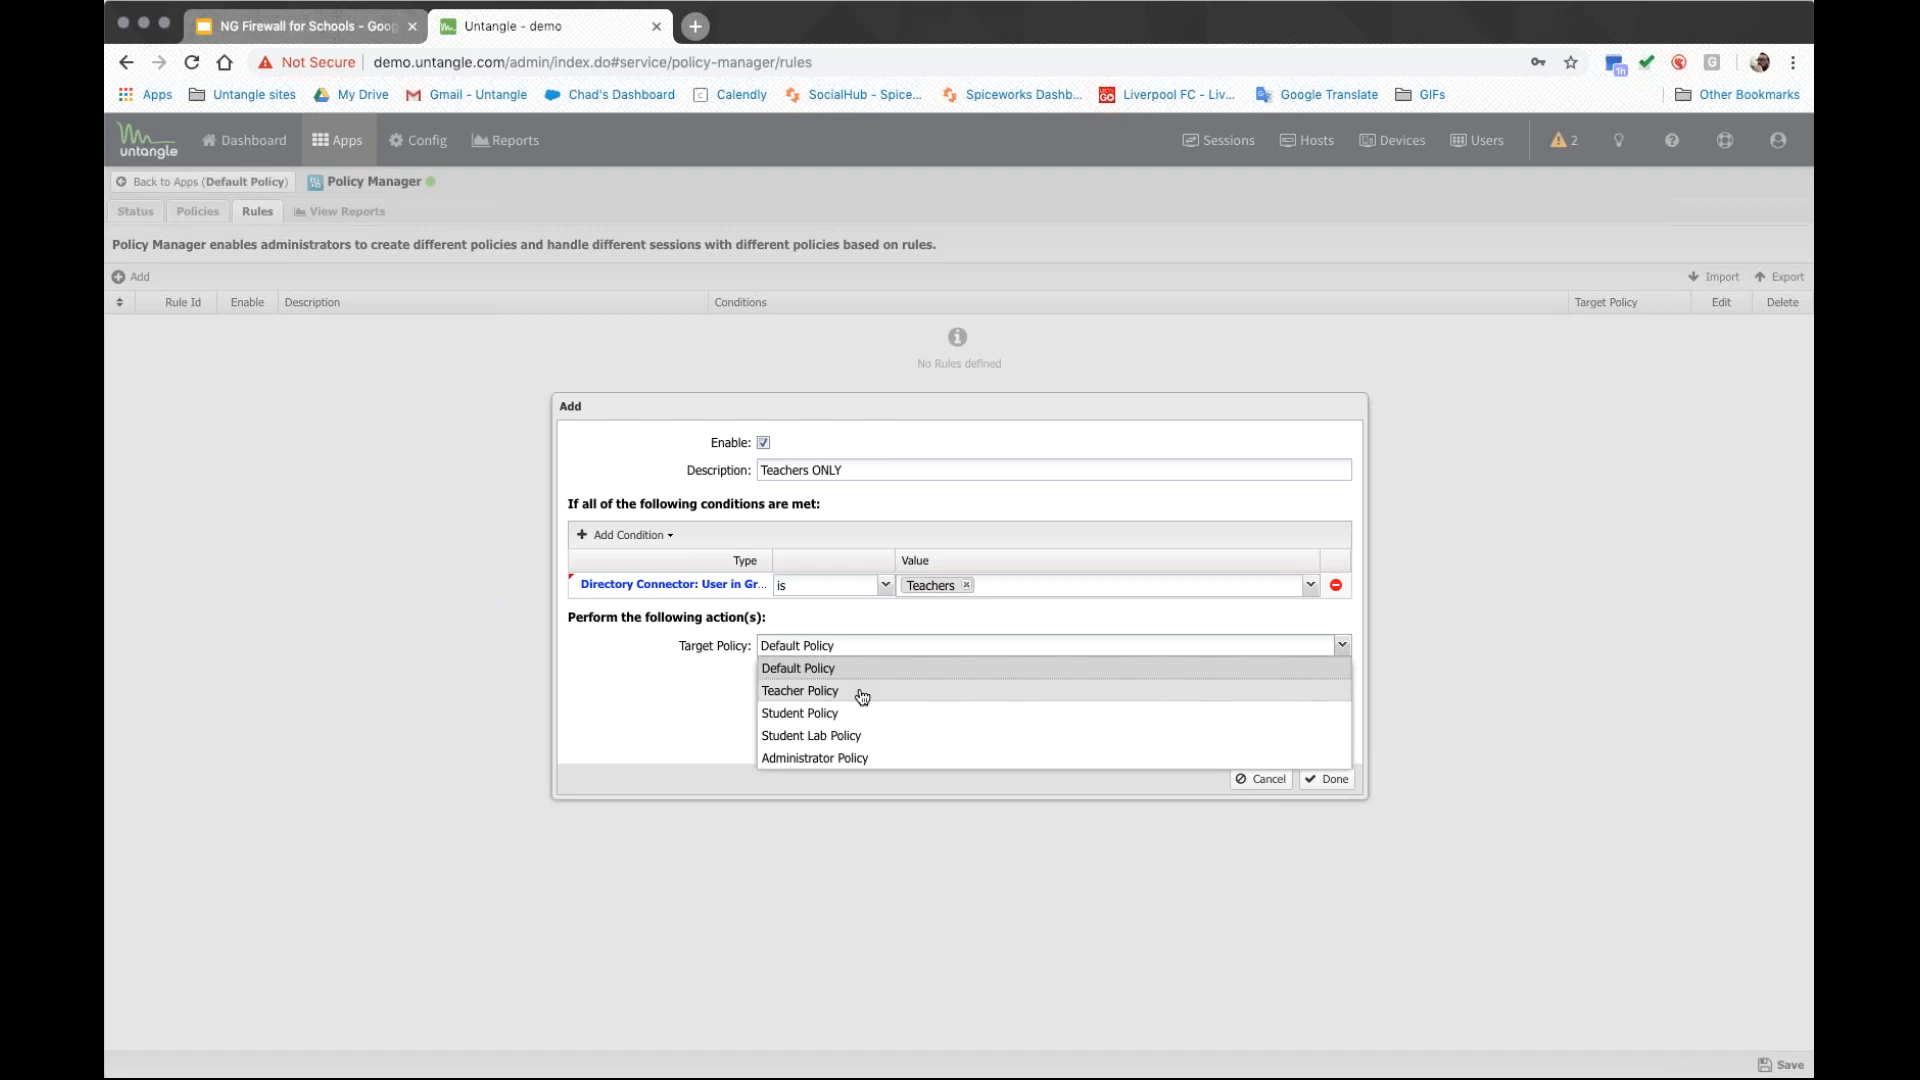 NG Firewall for Schools - Goog
Untangle - demo
Not Secure
demo.untangle.com/admin/index.do#service/policy-manager/rules
1h
G
Apps
Untangle sites
My Drive
Gmail - Untangle
Chad's Dashboard
Calendly
SocialHub - Spice...
Spiceworks Dashb...
Liverpool FC - Liv...
Google Translate
GIFs
Other Bookmarks
untangle
Dashboard
Apps
Config
Reports
Sessions
Hosts
Devices
Users
2
Back to Apps (Default Policy)
Policy Manager
Status
Policies
Rules
View Reports
Policy Manager enables administrators to create different policies and handle different sessions with different policies based on rules.
Add
Import
Export
Rule Id
Enable
Description
Conditions
Target Policy
Edit
Delete
No Rules defined
Add
Enable:
Description:
Teachers ONLY
If all of the following conditions are met:
Add Condition
Type
Value
Directory Connector: User in Gr...
is
Teachers
Perform the following action(s):
Target Policy:
Default Policy
Default Policy
Teacher Policy
Student Policy
Student Lab Policy
Administrator Policy
Cancel
Done
Save